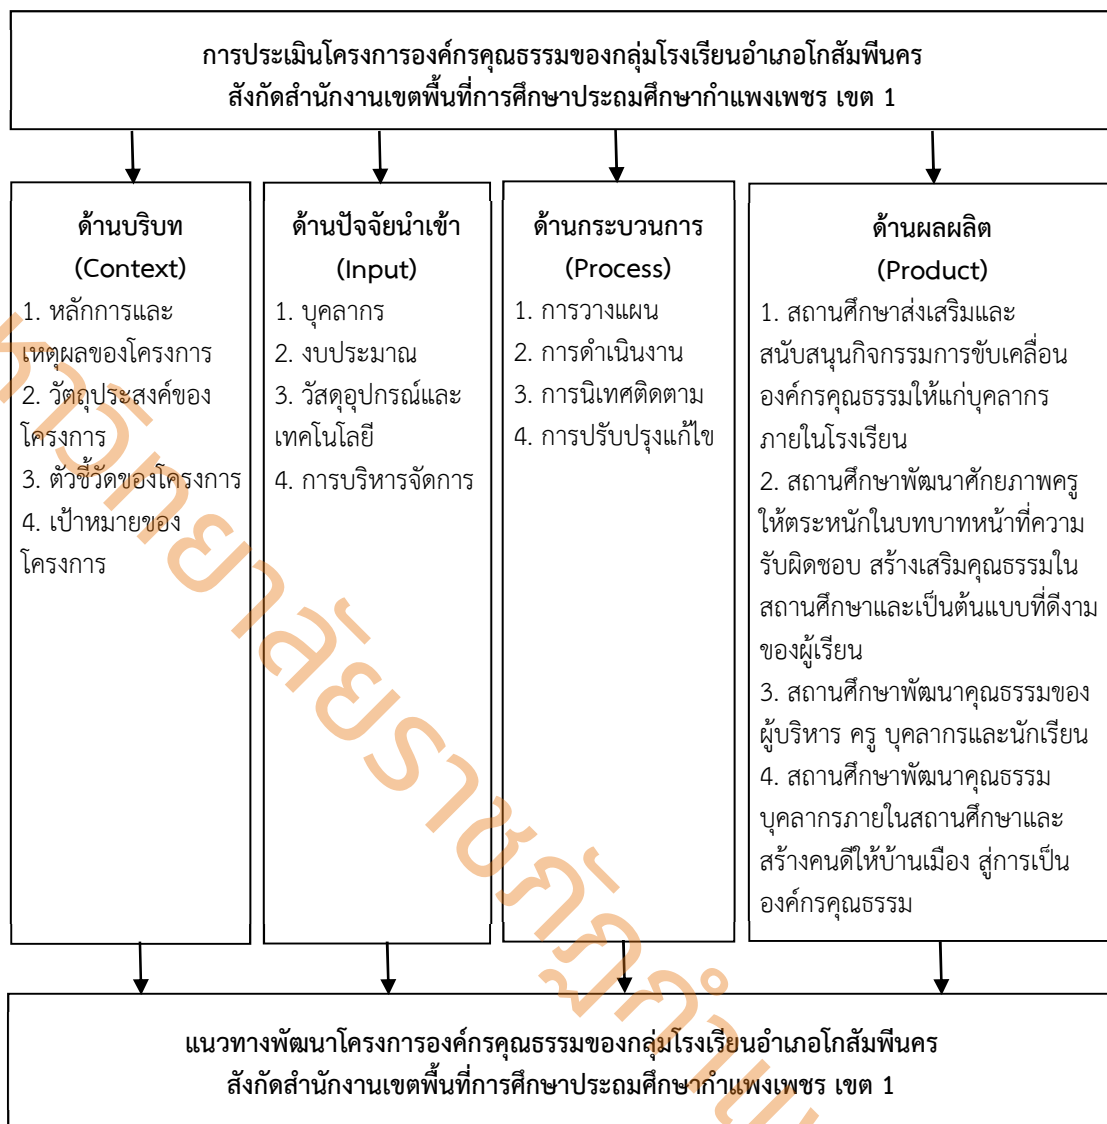 การประเมินโครงการองค์กรคุณธรรมของกลุ่มโรงเรียนอำเภอโกสัมพีนคร
สังกัดสำนักงานเขตพื้นที่การศึกษาประถมศึกษากำแพงเพชร เขต 1
ด้านบริบท
(Context)
1. หลักการและ
เหตุผลของโครงการ
2. วัตถุประสงค์ของ
โครงการ
3. ตัวชี้วัดของโครงการ
4. เป้าหมายของ
โครงการ
ด้านปัจจัยนำเข้า
(Input)
1. บุคลากร
2. งบประมาณ
3. วัสดุอุปกรณ์และ
เทคโนโลยี
4. การบริหารจัดการ
ด้านกระบวนการ
(Process)
1. การวางแผน
2. การดำเนินงาน
3. การนิเทศติดตาม
4. การปรับปรุงแก้ไข
ด้านผลผลิต
(Product)
1. สถานศึกษาส่งเสริมและ
สนับสนุนกิจกรรมการขับเคลื่อน
องค์กรคุณธรรมให้แก่บุคลากร
ภายในโรงเรียน
2. สถานศึกษาพัฒนาศักยภาพครู
ให้ตระหนักในบทบาทหน้าที่ความ
รับผิดชอบ สร้างเสริมคุณธรรมใน
สถานศึกษาและเป็นต้นแบบที่ดีงาม
ของผู้เรียน
3. สถานศึกษาพัฒนาคุณธรรมของ
ผู้บริหาร ครู บุคลากรและนักเรียน
4. สถานศึกษาพัฒนาคุณธรรม
บุคลากรภายในสถานศึกษาและ
สร้างคนดีให้บ้านเมือง สู่การเป็น
องค์กรคุณธรรม
แนวทางพัฒนาโครงการองค์กรคุณธรรมของกลุ่มโรงเรียนอำเภอโกสัมพีนคร
สังกัดสำนักงานเขตพื้นที่การศึกษาประถมศึกษากำแพงเพชร เขต 1
หาวิทยาลัยราชภัฏกำแ